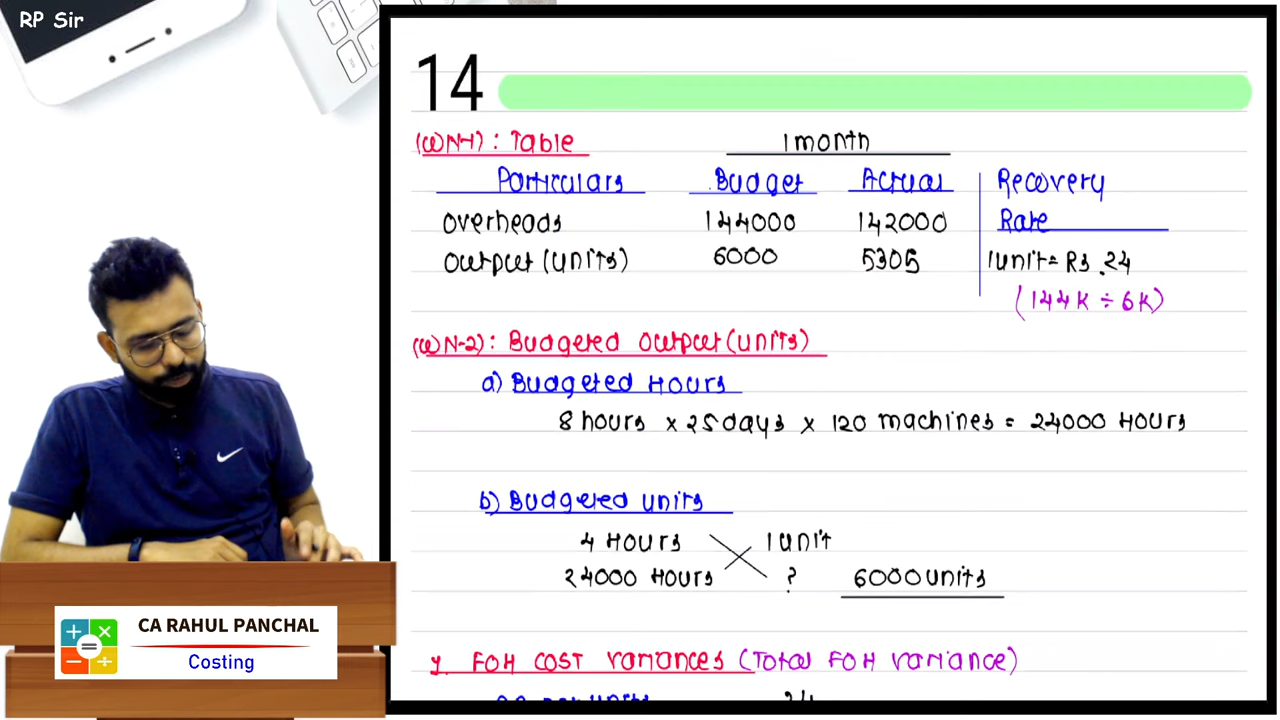 RP Sir
14
(WN-1) : Table 1 month
Particulars Budget Actual Recovery
Rate
overheads 144000 142000
output (units) 6000 5305 1unit = Rs .24
(144K ÷ 6K)
(WN-2) : Budgeted output (units)
a) Budgeted Hours
8 hours × 25 days × 120 machines = 24000 Hours
b) Budgeted units
4 Hours 1 unit
24000 Hours ? 6000 units
CA RAHUL PANCHAL
Costing
1. FOH COST variances (Total FOH variance)
24